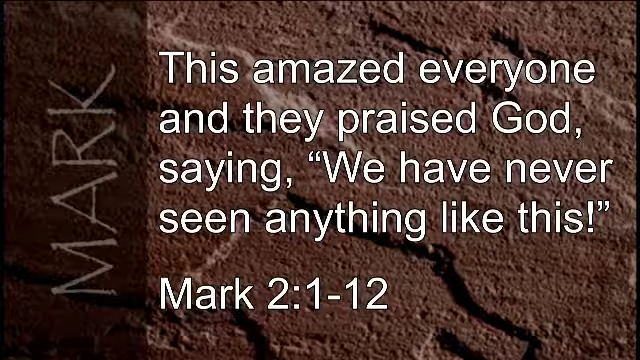 MARK
This amazed everyone
and they praised God,
saying, “We have never
seen anything like this!”
Mark 2:1-12